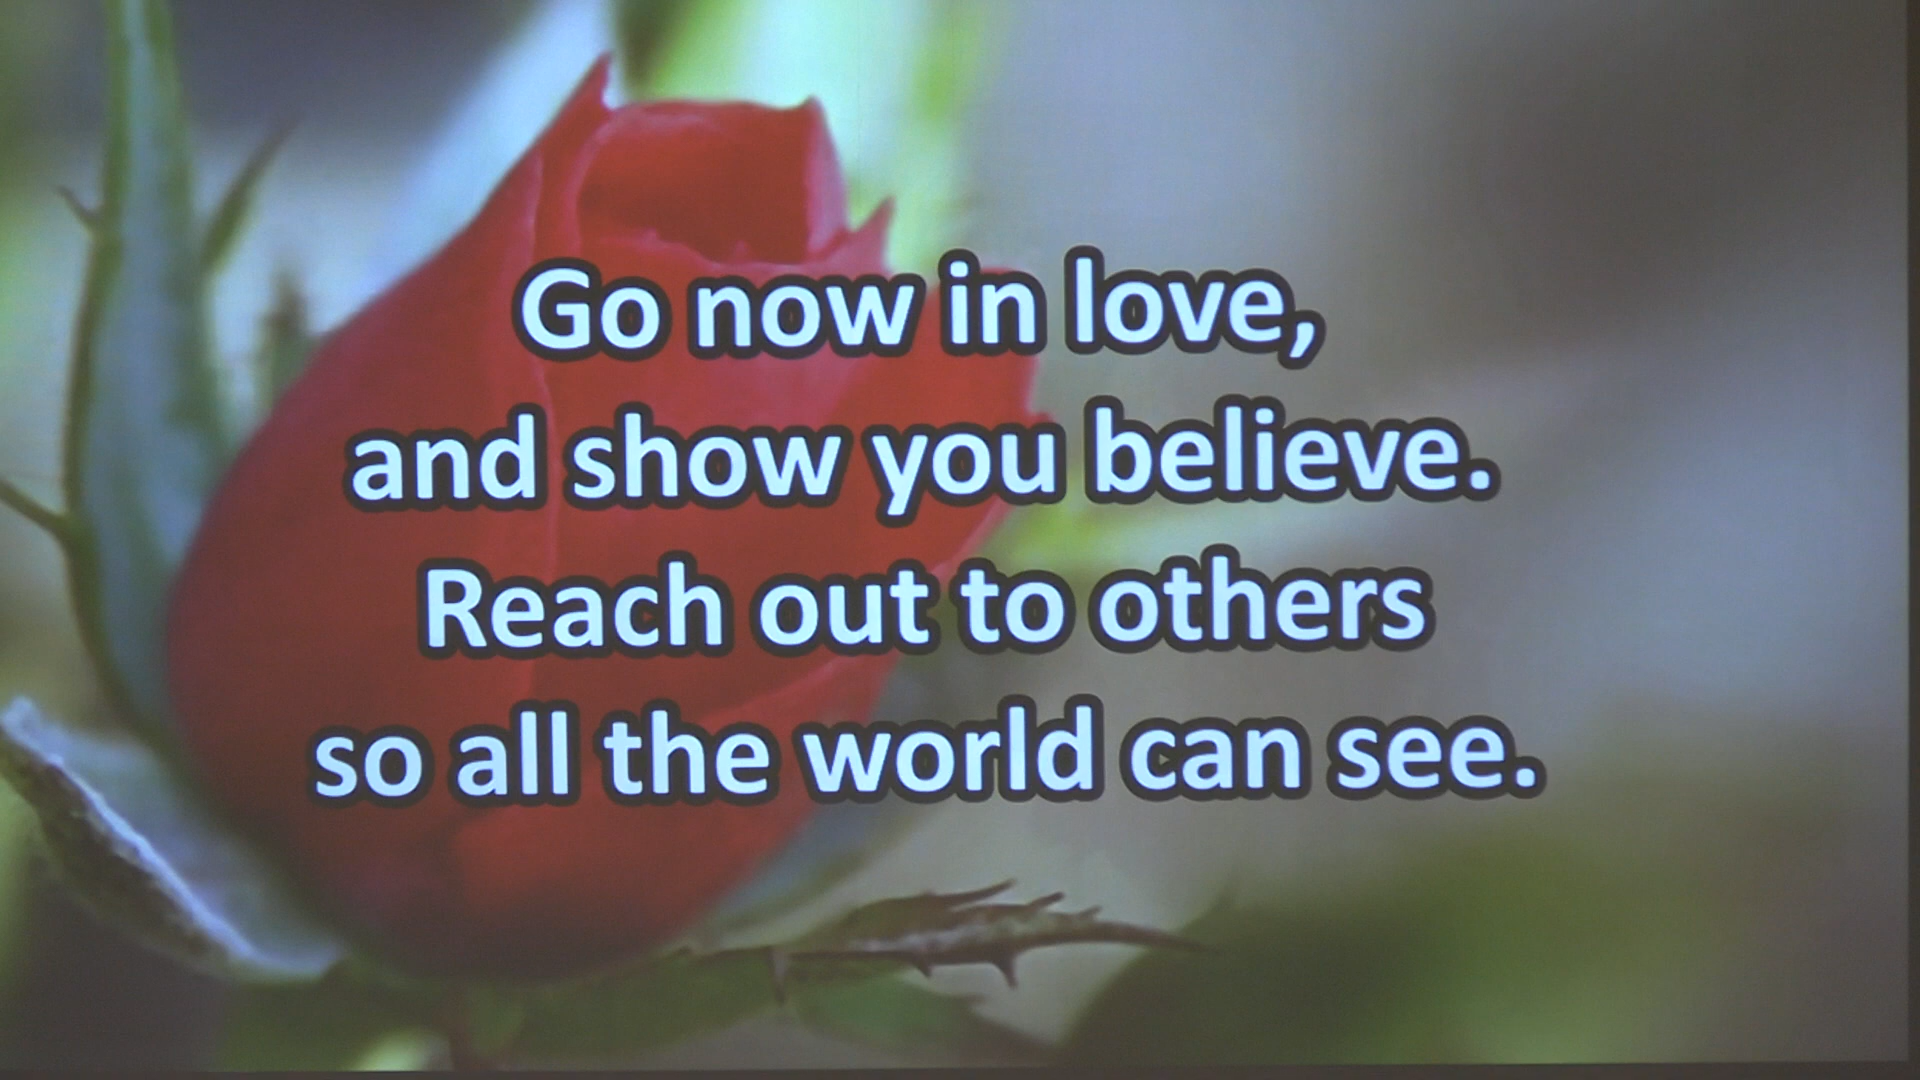 Go now in love,
and show you believe.
Reach out to others
so all the world can see.